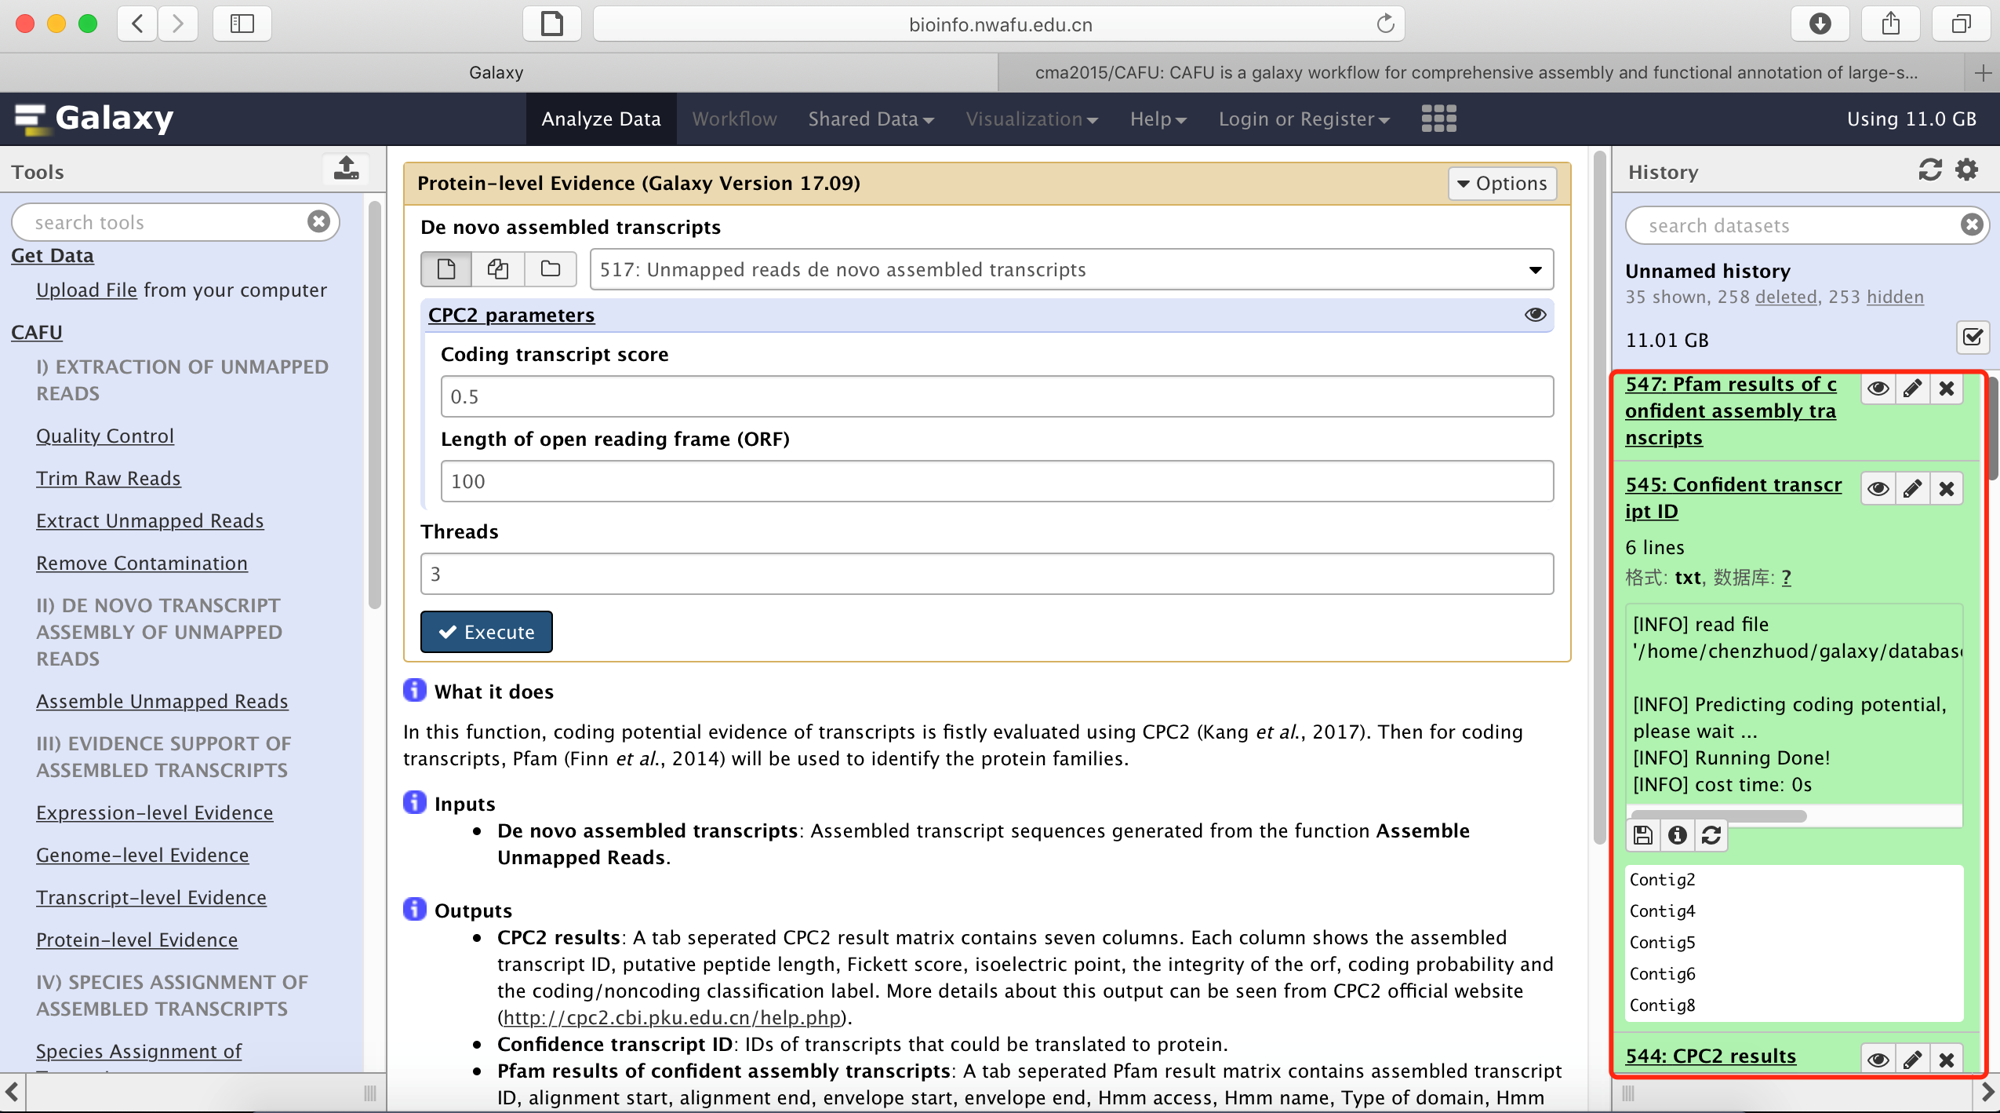 bioinfo.nwafu.edu.cn
Galaxy
cma2015/CAFU: CAFU is a galaxy workflow for comprehensive assembly and functional annotation of large-s...
Galaxy
Analyze Data
Workflow
Shared Data
Visualization
Help
Login or Register
Using 11.0 GB
Tools
search tools
Get Data
Upload File from your computer
CAFU
I) EXTRACTION OF UNMAPPED
READS
Quality Control
Trim Raw Reads
Extract Unmapped Reads
Remove Contamination
II) DE NOVO TRANSCRIPT
ASSEMBLY OF UNMAPPED
READS
Assemble Unmapped Reads
III) EVIDENCE SUPPORT OF
ASSEMBLED TRANSCRIPTS
Expression-level Evidence
Genome-level Evidence
Transcript-level Evidence
Protein-level Evidence
IV) SPECIES ASSIGNMENT OF
ASSEMBLED TRANSCRIPTS
Species Assignment of
Protein-level Evidence (Galaxy Version 17.09)
Options
De novo assembled transcripts
517: Unmapped reads de novo assembled transcripts
CPC2 parameters
Coding transcript score
0.5
Length of open reading frame (ORF)
100
Threads
3
Execute
What it does
In this function, coding potential evidence of transcripts is fistly evaluated using CPC2 (Kang et al., 2017). Then for coding
transcripts, Pfam (Finn et al., 2014) will be used to identify the protein families.
Inputs
De novo assembled transcripts: Assembled transcript sequences generated from the function Assemble
Unmapped Reads.
Outputs
CPC2 results: A tab seperated CPC2 result matrix contains seven columns. Each column shows the assembled
transcript ID, putative peptide length, Fickett score, isoelectric point, the integrity of the orf, coding probability and
the coding/noncoding classification label. More details about this output can be seen from CPC2 official website
(http://cpc2.cbi.pku.edu.cn/help.php).
Confidence transcript ID: IDs of transcripts that could be translated to protein.
Pfam results of confident assembly transcripts: A tab seperated Pfam result matrix contains assembled transcript
ID, alignment start, alignment end, envelope start, envelope end, Hmm access, Hmm name, Type of domain, Hmm
History
search datasets
Unnamed history
35 shown, 258 deleted, 253 hidden
11.01 GB
547: Pfam results of c
onfident assembly tra
nscripts
545: Confident transcr
ipt ID
6 lines
格式: txt, 数据库: ?
[INFO] read file
'/home/chenzhuod/galaxy/database
[INFO] Predicting coding potential,
please wait ...
[INFO] Running Done!
[INFO] cost time: 0s
Contig2
Contig4
Contig5
Contig6
Contig8
544: CPC2 results